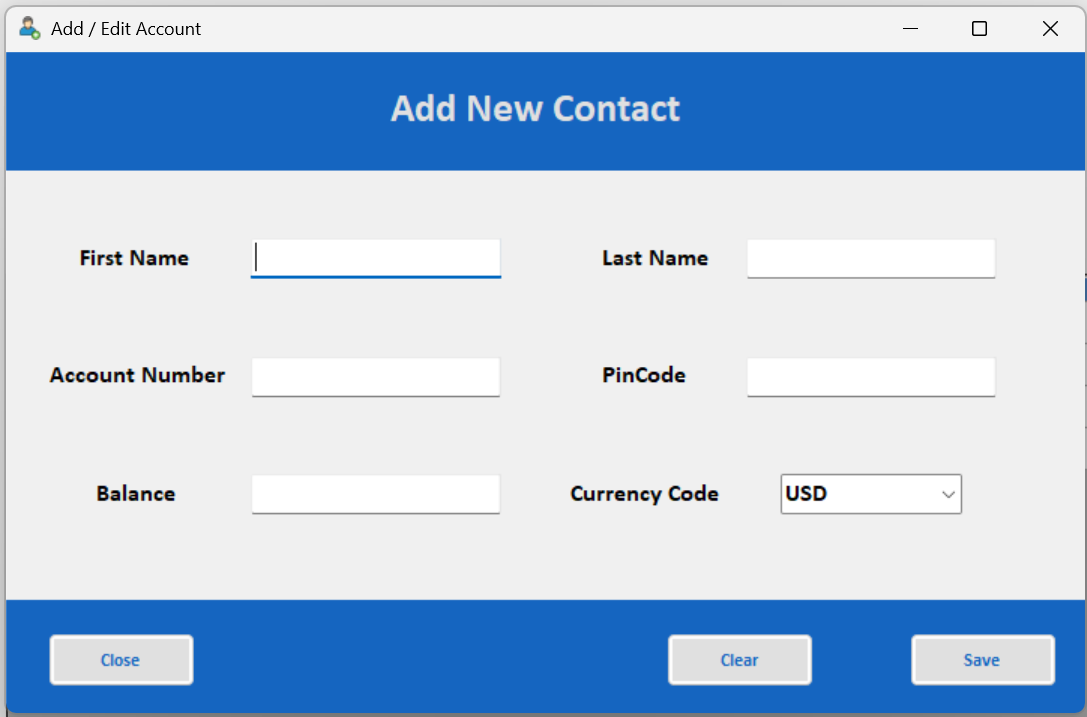 Add / Edit Account
Add New Contact
First Name
Last Name
Account Number
PinCode
Balance
Currency Code
USD
Close
Clear
Save